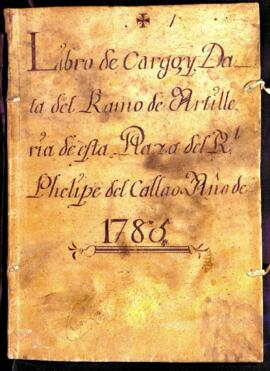 Libro de Cargo, y Da-
ta del Ramo de Artille
ria de esta Plaza del Rl.
Phelipe del Callao Año de
1786